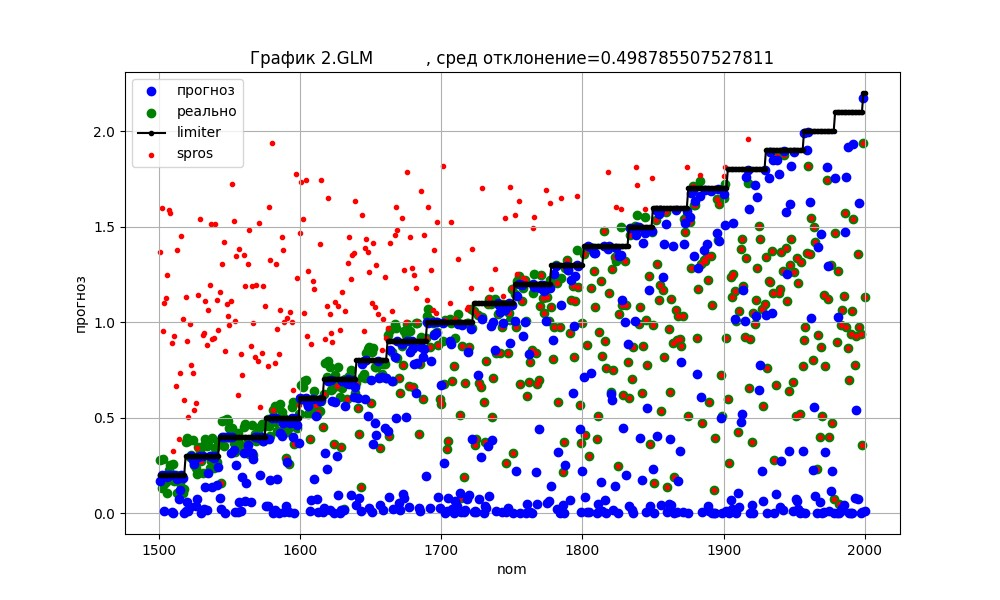 График 2.GLM , сред отклонение=0.498785507527811
прогноз
реально
limiter
spros
прогноз
2.0
1.5
1.0
0.5
0.0
1500 1600 1700 1800 1900 2000
nom